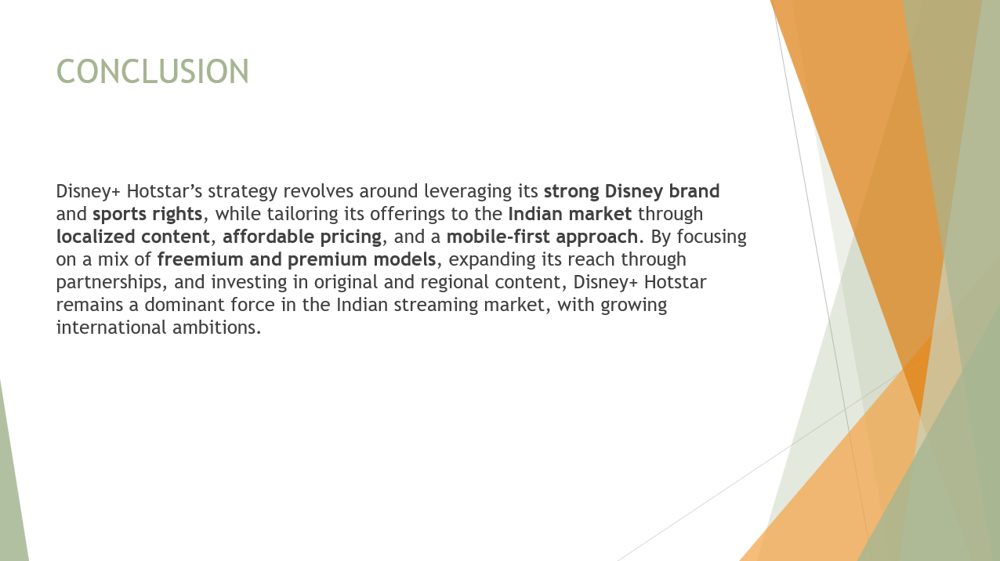 CONCLUSION
Disney+ Hotstar’s strategy revolves around leveraging its strong Disney brand
and sports rights, while tailoring its offerings to the Indian market through
localized content, affordable pricing, and a mobile-first approach. By focusing
on a mix of freemium and premium models, expanding its reach through
partnerships, and investing in original and regional content, Disney+ Hotstar
remains a dominant force in the Indian streaming market, with growing
international ambitions.